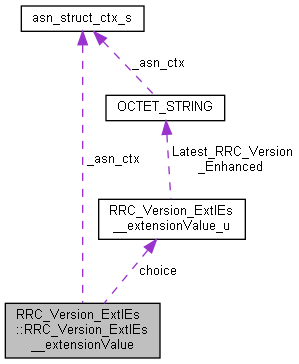 asn_struct_ctx_s
_asn_ctx
OCTET_STRING
Latest_RRC_Version
_Enhanced
_asn_ctx
RRC_Version_ExtIEs
__extensionValue_u
choice
RRC_Version_ExtIEs
::RRC_Version_ExtIEs
__extensionValue